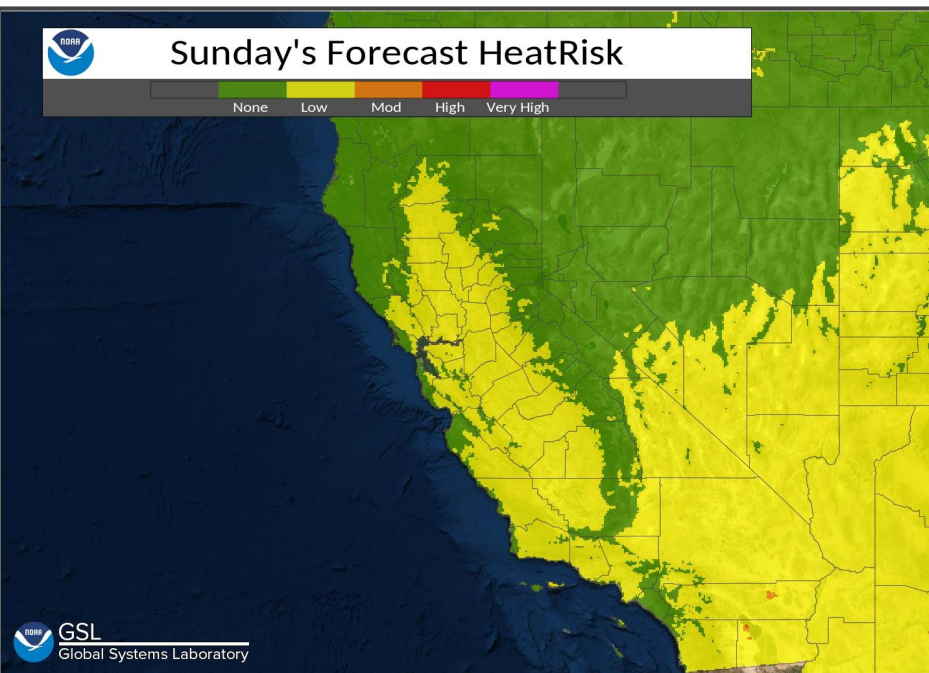 NOAA
Sunday's Forecast HeatRisk
None Low Mod High Very High
NOAA
GSL
Global Systems Laboratory